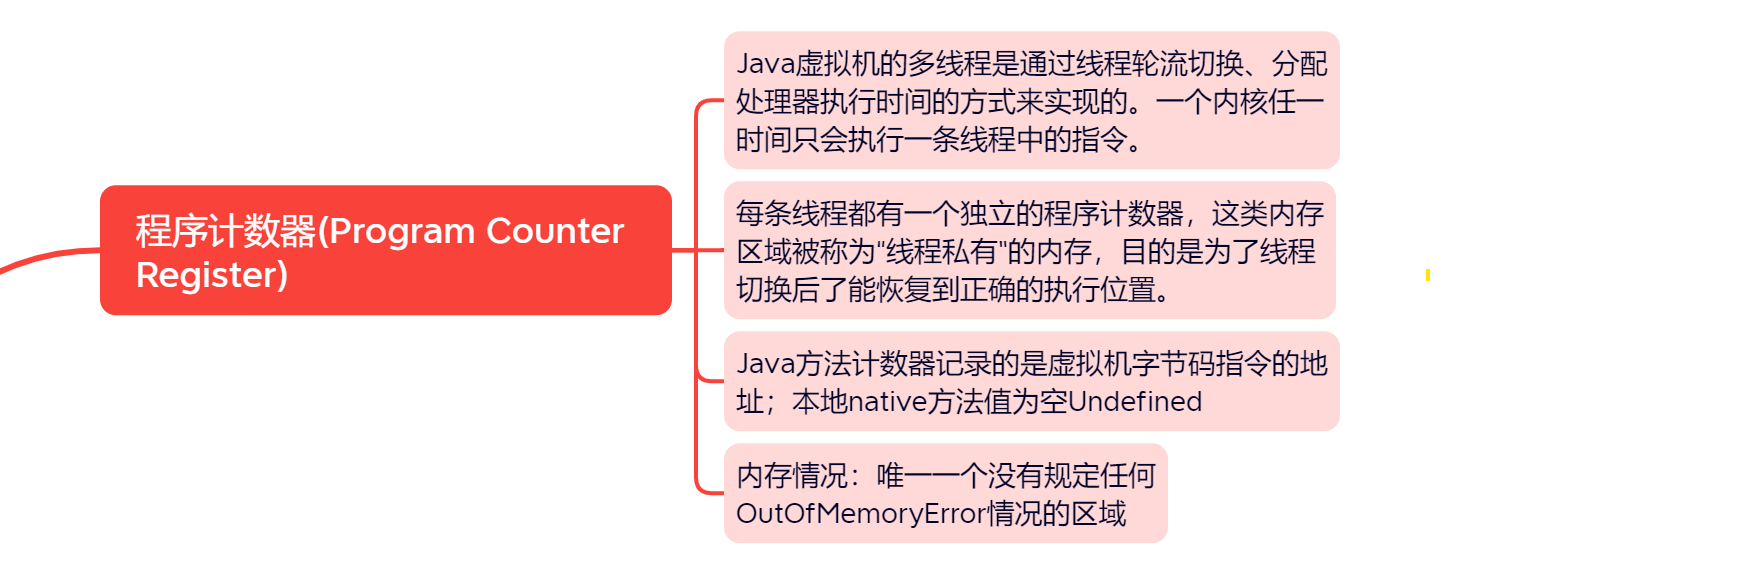 程序计数器(Program Counter
Register)
Java虚拟机的多线程是通过线程轮流切换、分配
处理器执行时间的方式来实现的。一个内核任一
时间只会执行一条线程中的指令。
每条线程都有一个独立的程序计数器，这类内存
区域被称为"线程私有"的内存，目的是为了线程
切换后了能恢复到正确的执行位置。
Java方法计数器记录的是虚拟机字节码指令的地
址；本地native方法值为空Undefined
内存情况：唯一一个没有规定任何
OutOfMemoryError情况的区域